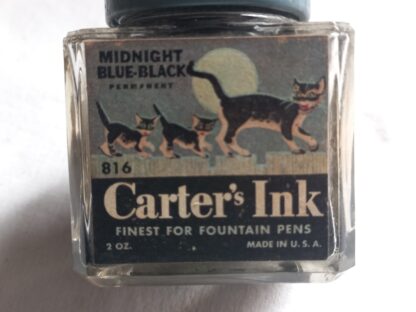 MIDNIGHT
BLUE-BLACK
PERMANENT
816
Carter's Ink
FINEST FOR FOUNTAIN PENS
2 OZ. MADE IN U.S.A.